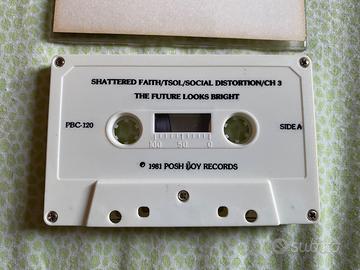 SHATTERED FAITH/TSOL/SOCIAL DISTORTION/CH 3
THE FUTURE LOOKS BRIGHT
PBC-120
SIDE A
100 50 0
℗ 1981 POSH BOY RECORDS
subito